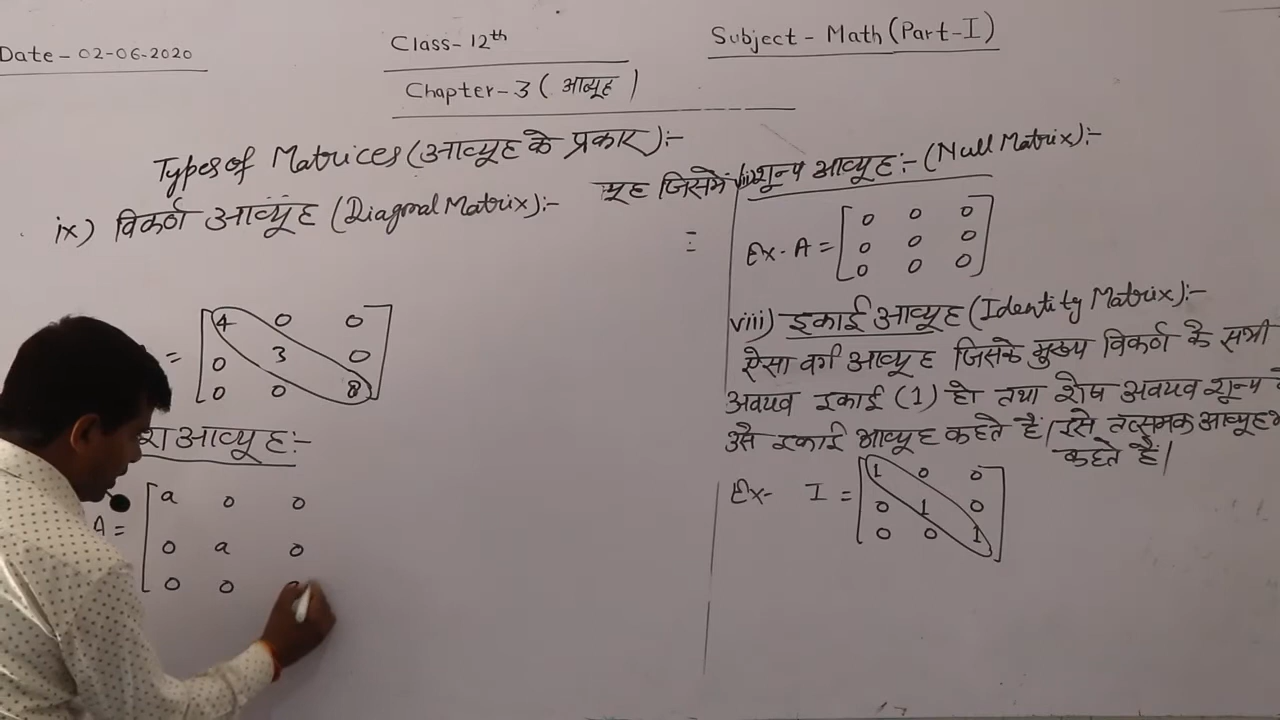 Date - 02-06-2020
Class- 12th
Subject - Math (Part-I)
Chapter-3 ( आव्यूह )
Types of Matrices (आव्यूह के प्रकार):-
ix) विकर्ण आव्यूह (Diagonal Matrix):-
= [ 4 0 0
0 3 0
0 0 8 ]
आव्यूह:-
A = [ a 0 0
0 a 0
0 0
यूह जिसमें
=
vii) शून्य आव्यूह:- (Null Matrix):-
Ex- A = [ 0 0 0
0 0 0
0 0 0 ]
viii) इकाई आव्यूह (Identity Matrix):-
ऐसा वर्ग आव्यूह जिसके मुख्य विकर्ण के सभी
अवयव इकाई (1) हो तथा शेष अवयव शून्य
उसे इकाई आव्यूह कहते हैं। इसे तत्समक आव्यूह
कहते हैं।
Ex- I = [ 1 0 0
0 1 0
0 0 1 ]